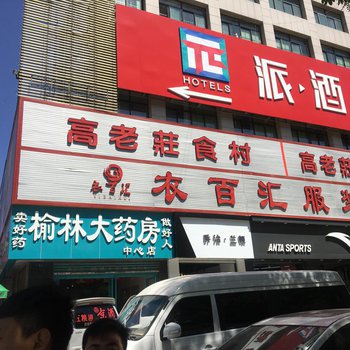 派·酒
HOTELS
高老莊食村
高老莊
衣百汇服装
卖好药
榆林大药房
做好人
中心店
ANTA SPORTS